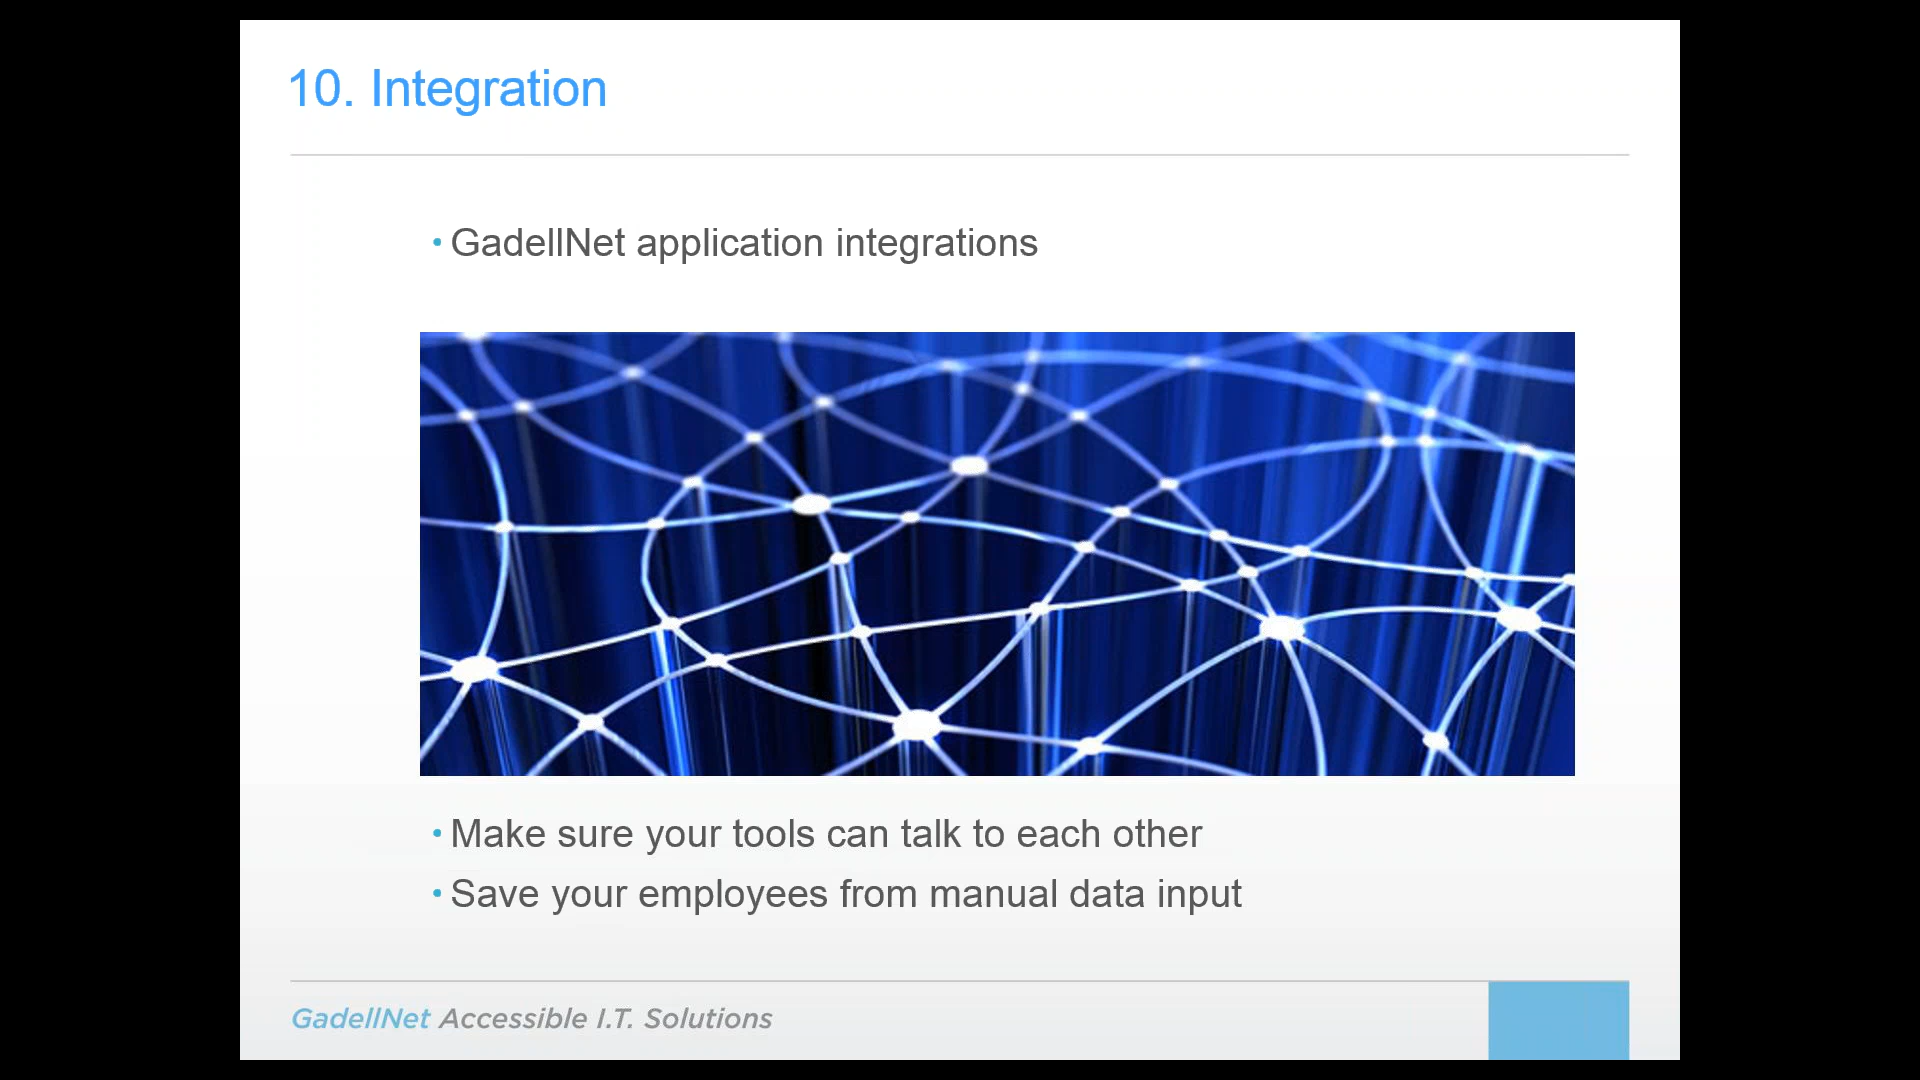 10. Integration
• GadellNet application integrations
• Make sure your tools can talk to each other
• Save your employees from manual data input
GadellNet Accessible I.T. Solutions